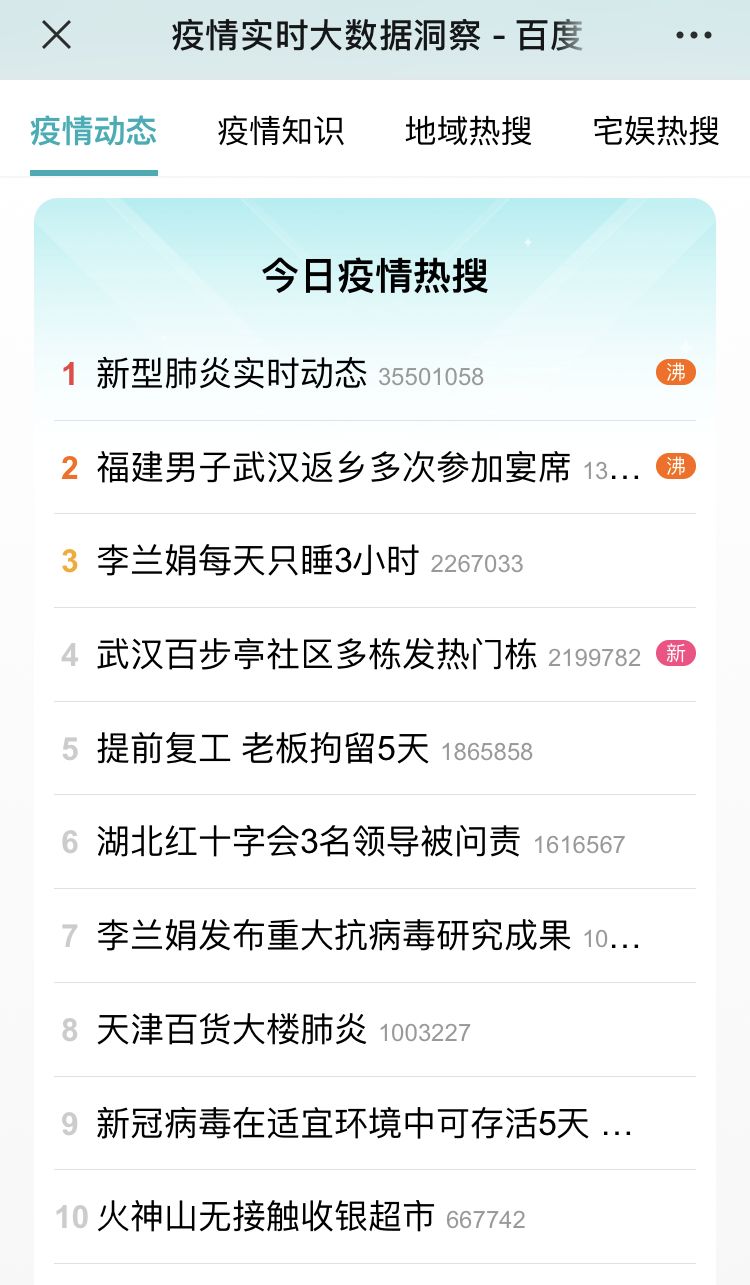 疫情实时大数据洞察 - 百度
疫情动态 疫情知识 地域热搜 宅娱热搜
今日疫情热搜
1 新型肺炎实时动态 35501058 沸
2 福建男子武汉返乡多次参加宴席 13... 沸
3 李兰娟每天只睡3小时 2267033
4 武汉百步亭社区多栋发热门栋 2199782 新
5 提前复工 老板拘留5天 1865858
6 湖北红十字会3名领导被问责 1616567
7 李兰娟发布重大抗病毒研究成果 10...
8 天津百货大楼肺炎 1003227
9 新冠病毒在适宜环境中可存活5天 ...
10 火神山无接触收银超市 667742